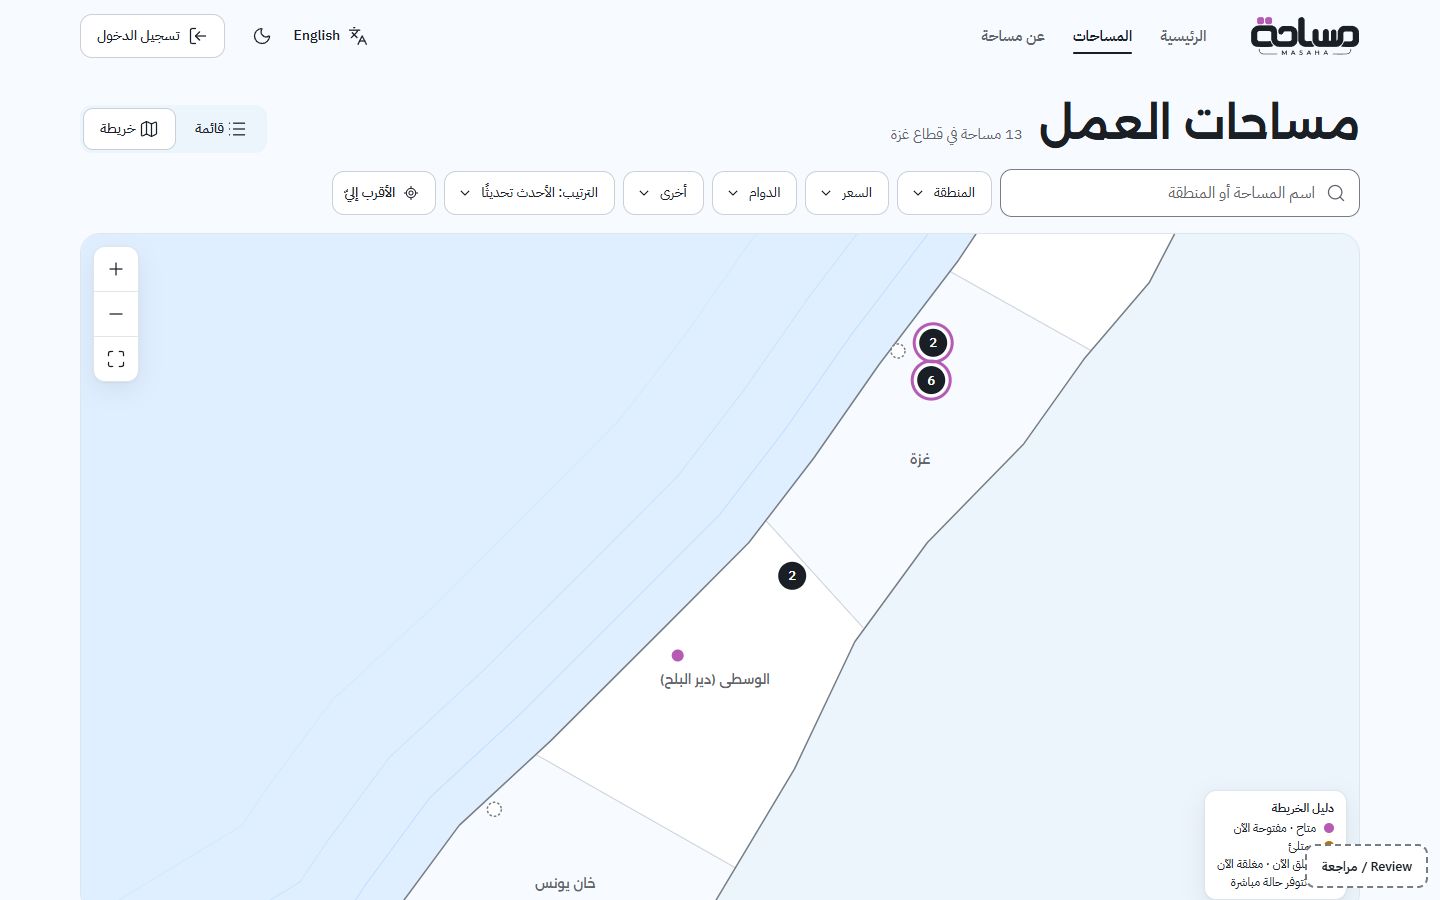 مساحة
MASAHA
الرئيسية
المساحات
عن مساحة
English
تسجيل الدخول
مساحات العمل
13 مساحة في قطاع غزة
قائمة
خريطة
اسم المساحة أو المنطقة
المنطقة
السعر
الدوام
أخرى
الترتيب: الأحدث تحديثًا
الأقرب إليّ
2
6
غزة
2
الوسطى (دير البلح)
خان يونس
دليل الخريطة
متاح · مفتوحة الآن
الآن · مغلقة الآن
حالة مباشرة
مراجعة / Review